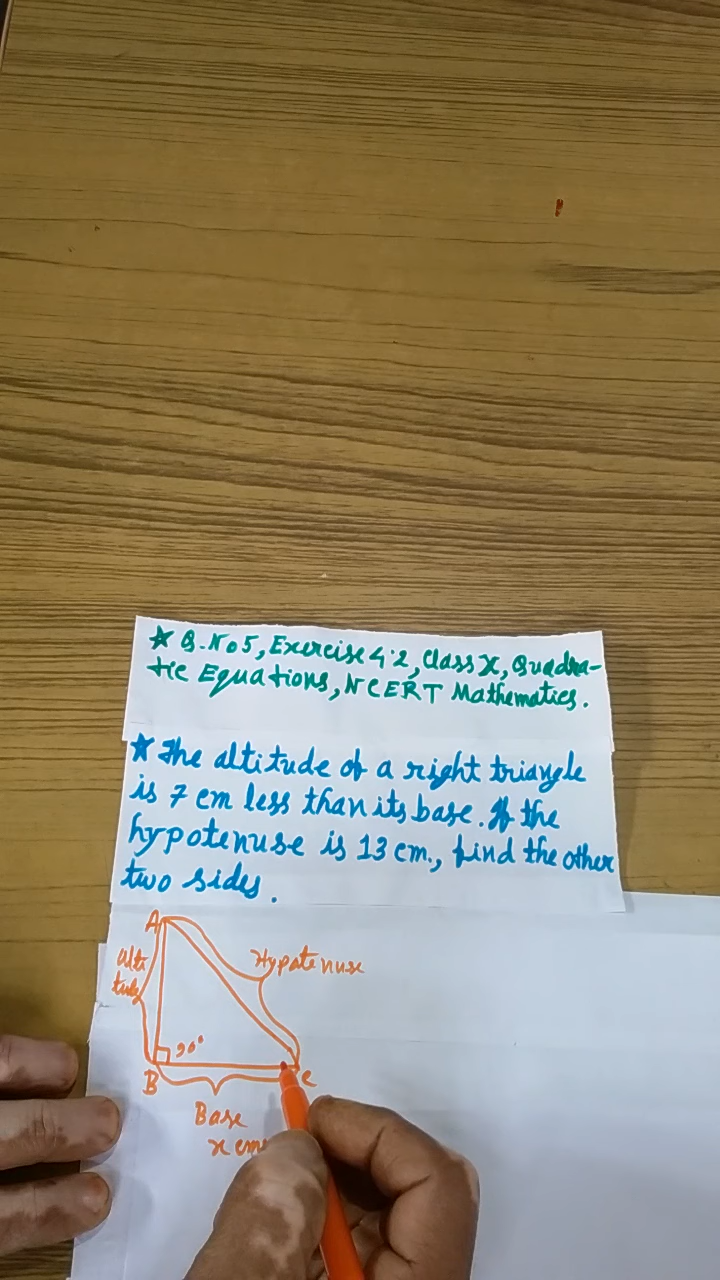 ★ Q. No 5, Exercise 4.2, Class X, Quadra-
tic Equations, NCERT Mathematics.
★ The altitude of a right triangle
is 7 cm less than its base. If the
hypotenuse is 13 cm., find the other
two sides.
A
Alti
tude
Hypotenuse
90°
B
C
Base
x cm